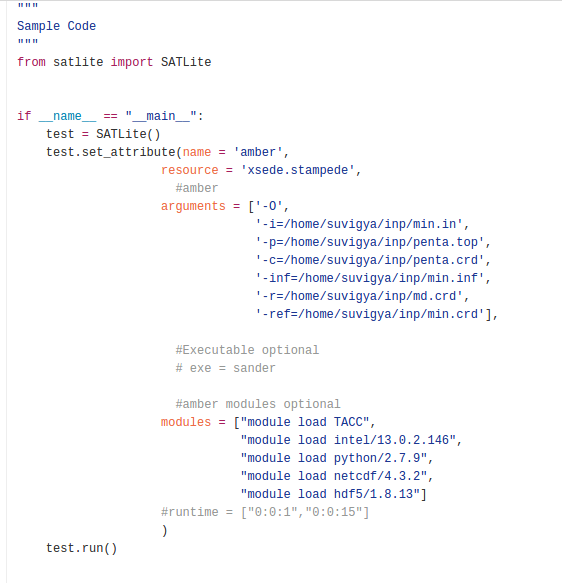 """
Sample Code
"""
from satlite import SATLite
if __name__ == "__main__":
    test = SATLite()
    test.set_attribute(name = 'amber',
                    resource = 'xsede.stampede',
                      #amber
                    arguments = ['-O',
                                 '-i=/home/suvigya/inp/min.in',
                                 '-p=/home/suvigya/inp/penta.top',
                                 '-c=/home/suvigya/inp/penta.crd',
                                 '-inf=/home/suvigya/inp/min.inf',
                                 '-r=/home/suvigya/inp/md.crd',
                                 '-ref=/home/suvigya/inp/min.crd'],
                      #Executable optional
                      # exe = sander
                      #amber modules optional
                    modules = ["module load TACC",
                               "module load intel/13.0.2.146",
                               "module load python/2.7.9",
                               "module load netcdf/4.3.2",
                               "module load hdf5/1.8.13"]
                    #runtime = ["0:0:1","0:0:15"]
                    )
    test.run()